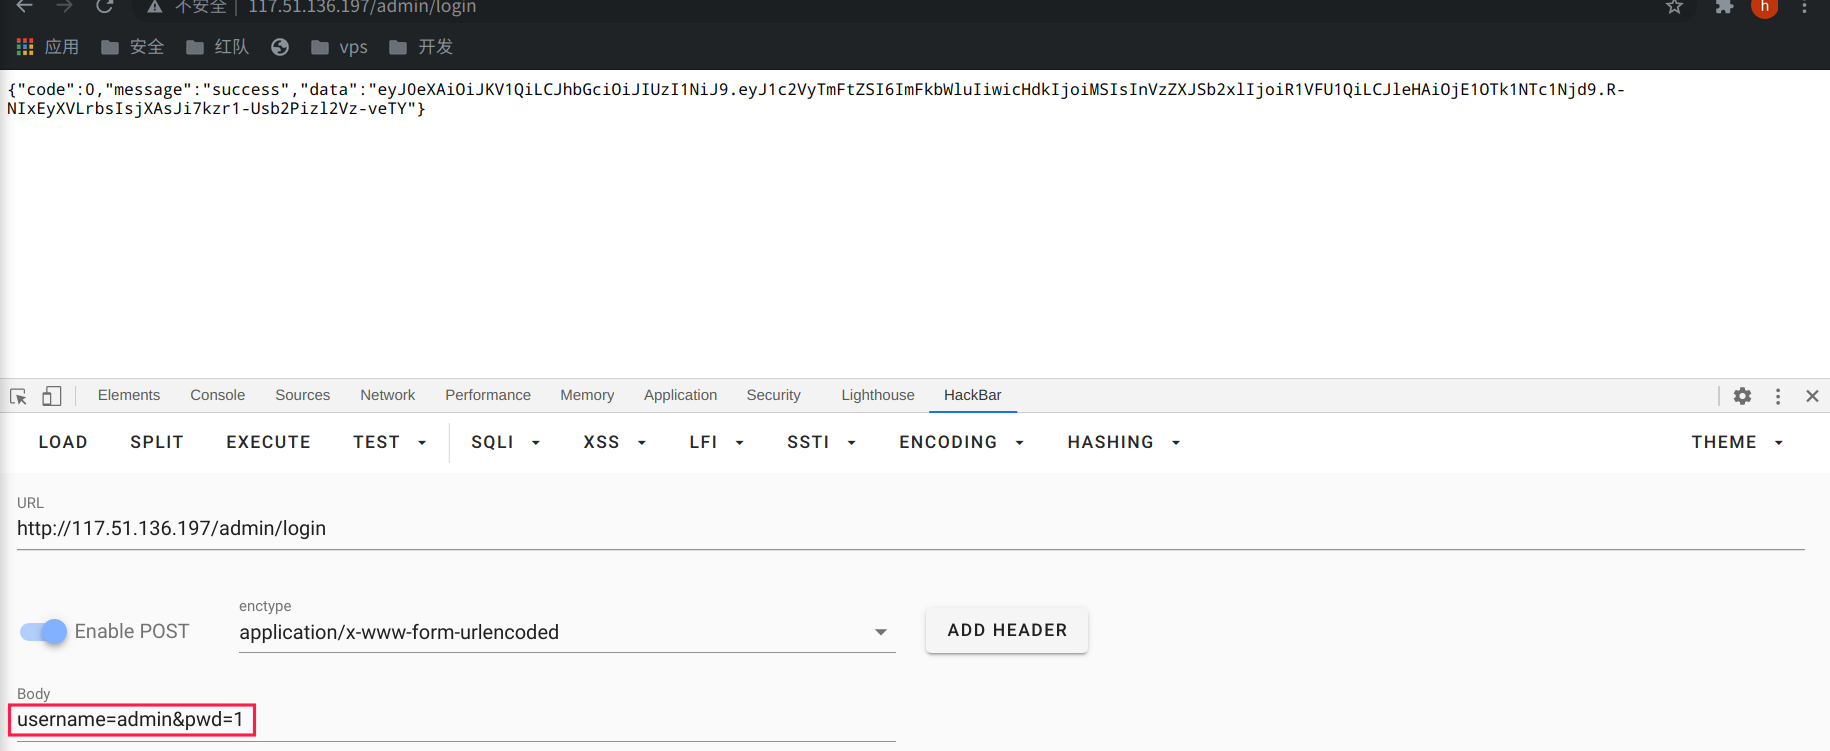 不安全 | 117.51.136.197/admin/login
h
应用 安全 红队 vps 开发
{"code":0,"message":"success","data":"eyJ0eXAiOiJKV1QiLCJhbGciOiJIUzI1NiJ9.eyJ1c2VyTmFtZSI6ImFkbWluIiwicHdkIjoiMSIsInVzZXJSb2xlIjoiR1VFU1QiLCJleHAiOjE1OTk1NTc1Njd9.R-
NIxEyXVLrbsIsjXAsJi7kzr1-Usb2Pizl2Vz-veTY"}
Elements Console Sources Network Performance Memory Application Security Lighthouse HackBar
LOAD SPLIT EXECUTE TEST SQLI XSS LFI SSTI ENCODING HASHING THEME
URL
http://117.51.136.197/admin/login
enctype
Enable POST application/x-www-form-urlencoded ADD HEADER
Body
username=admin&pwd=1